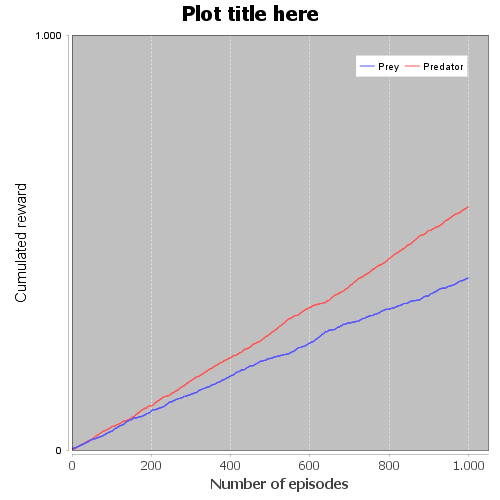 Plot title here
1.000
Prey
Predator
Cumulated reward
0
0 200 400 600 800 1.000
Number of episodes